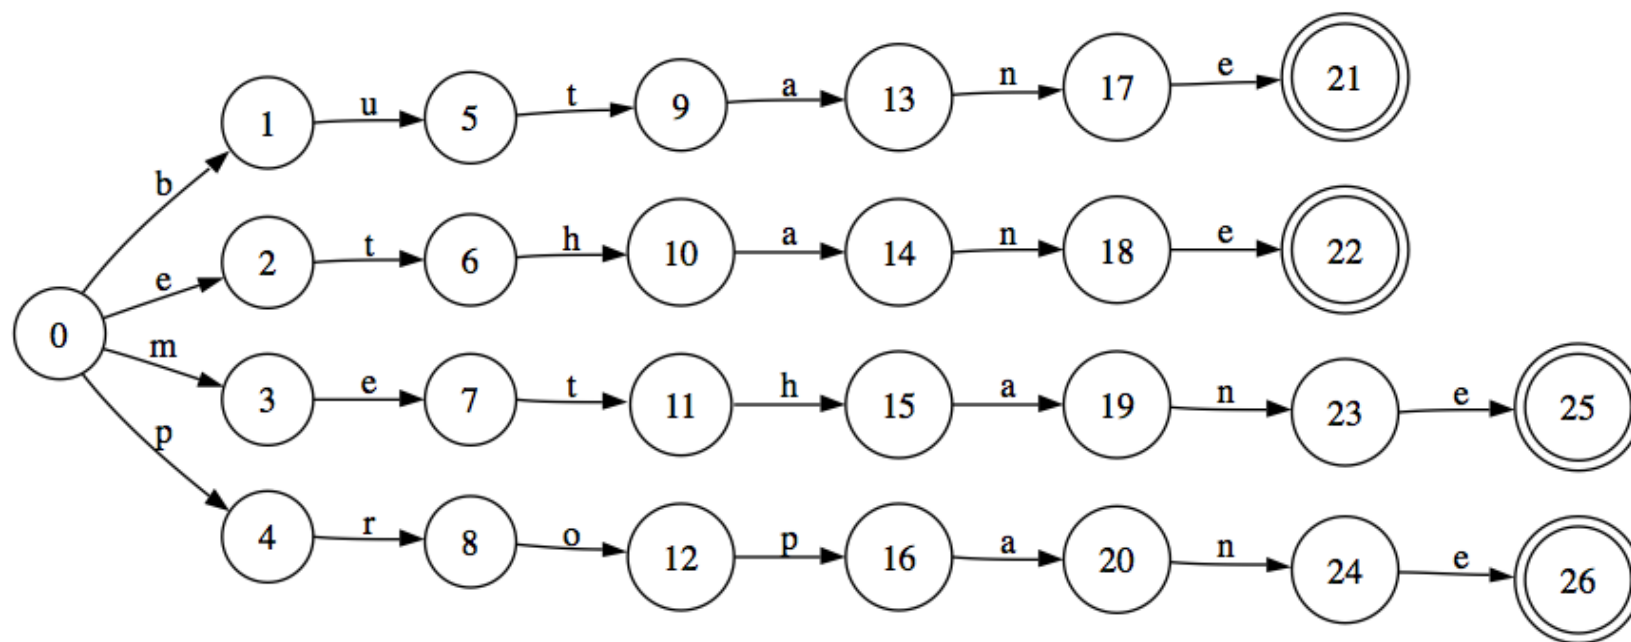 1 u 5 t 9 a 13 n 17 e 21
b
2 t 6 h 10 a 14 n 18 e 22
e
0
m
3 e 7 t 11 h 15 a 19 n 23 e 25
p
4 r 8 o 12 p 16 a 20 n 24 e 26